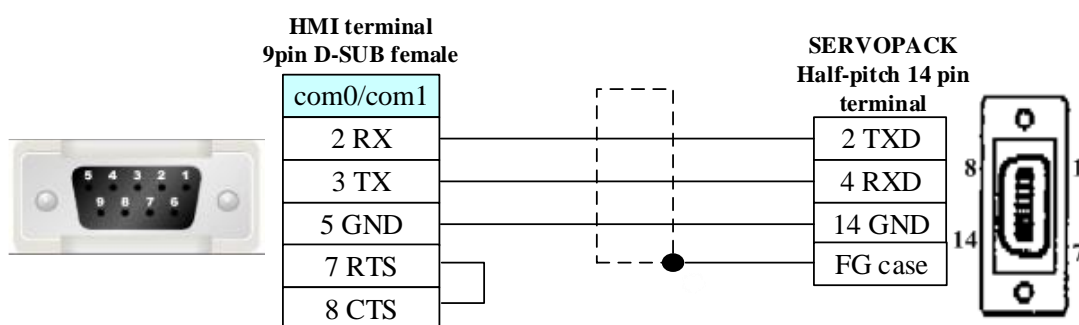 HMI terminal
9pin D-SUB female
com0/com1
2 RX
3 TX
5 GND
7 RTS
8 CTS
5 4 3 2 1
9 8 7 6
SERVOPACK
Half-pitch 14 pin
terminal
2 TXD
4 RXD
14 GND
FG case
8 1
14 7